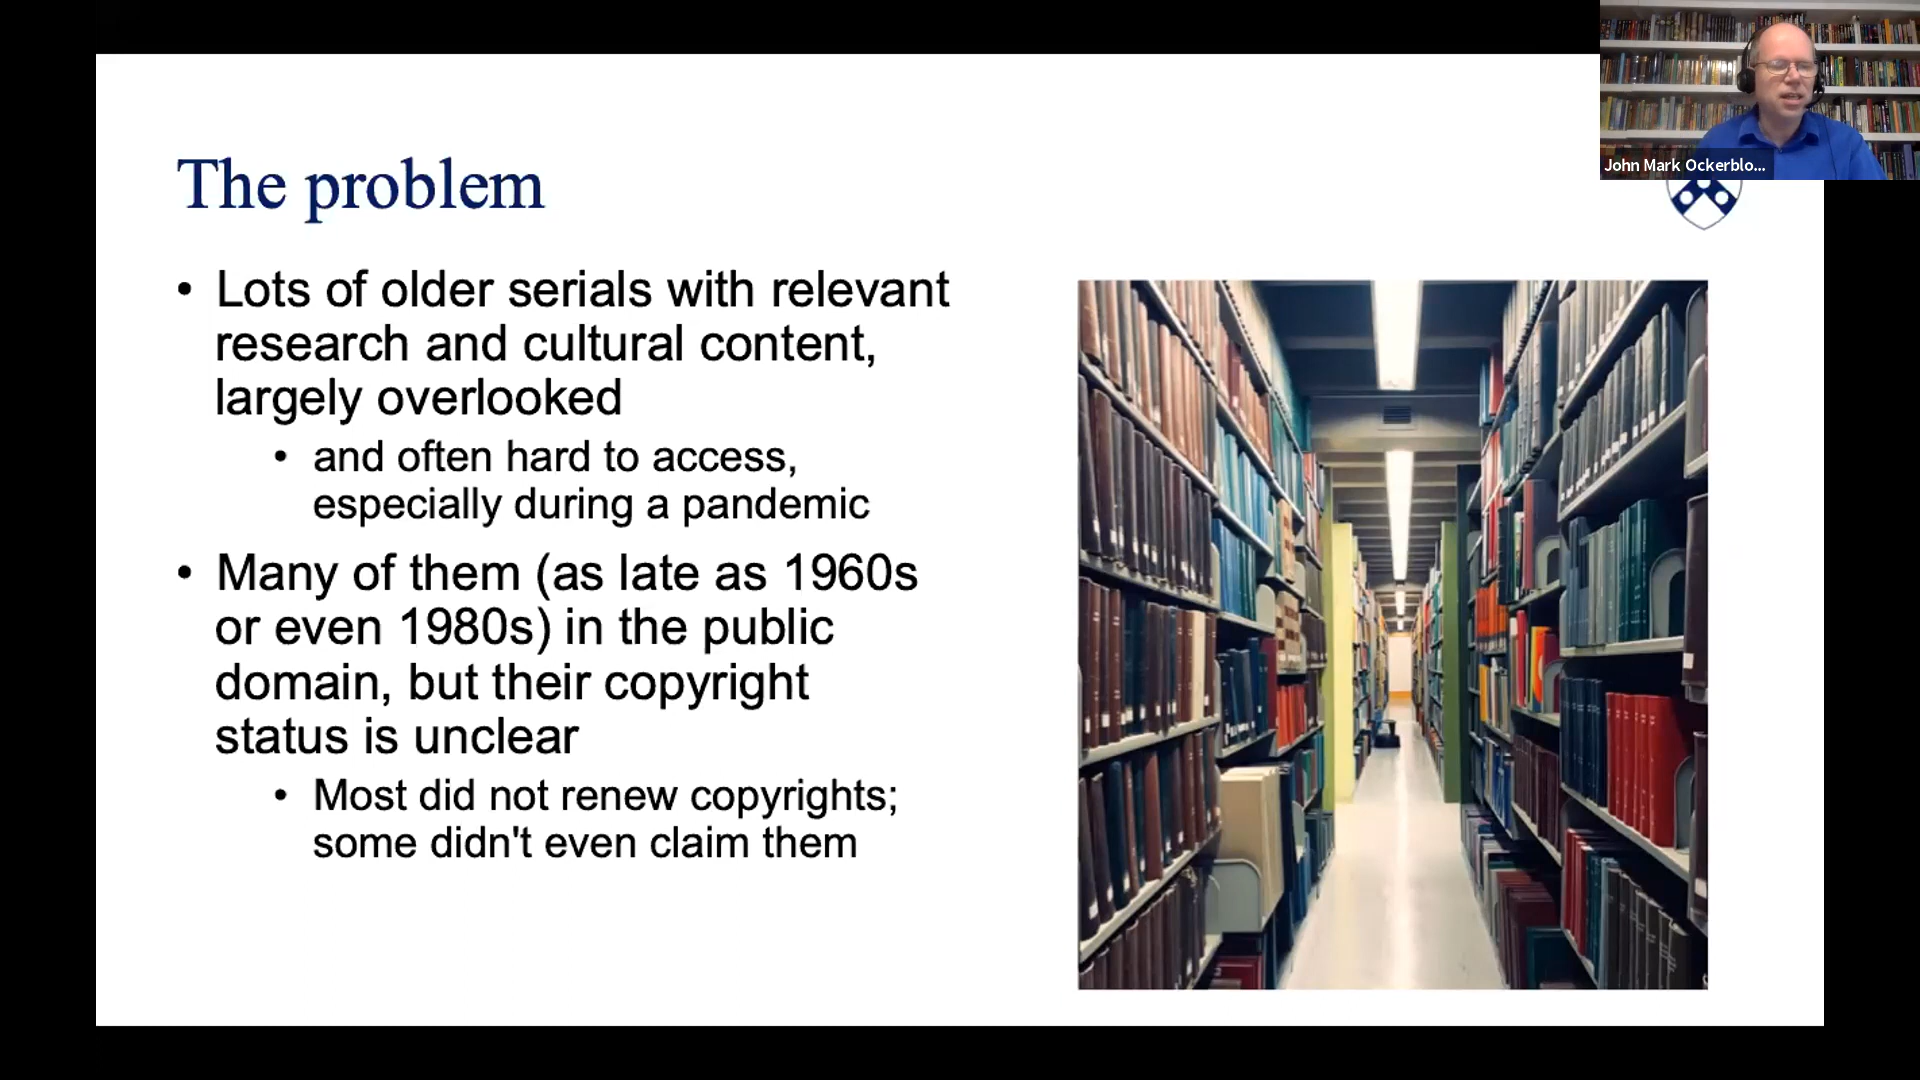 The problem
• Lots of older serials with relevant
research and cultural content,
largely overlooked
• and often hard to access,
especially during a pandemic
• Many of them (as late as 1960s
or even 1980s) in the public
domain, but their copyright
status is unclear
• Most did not renew copyrights;
some didn't even claim them
John Mark Ockerblo...